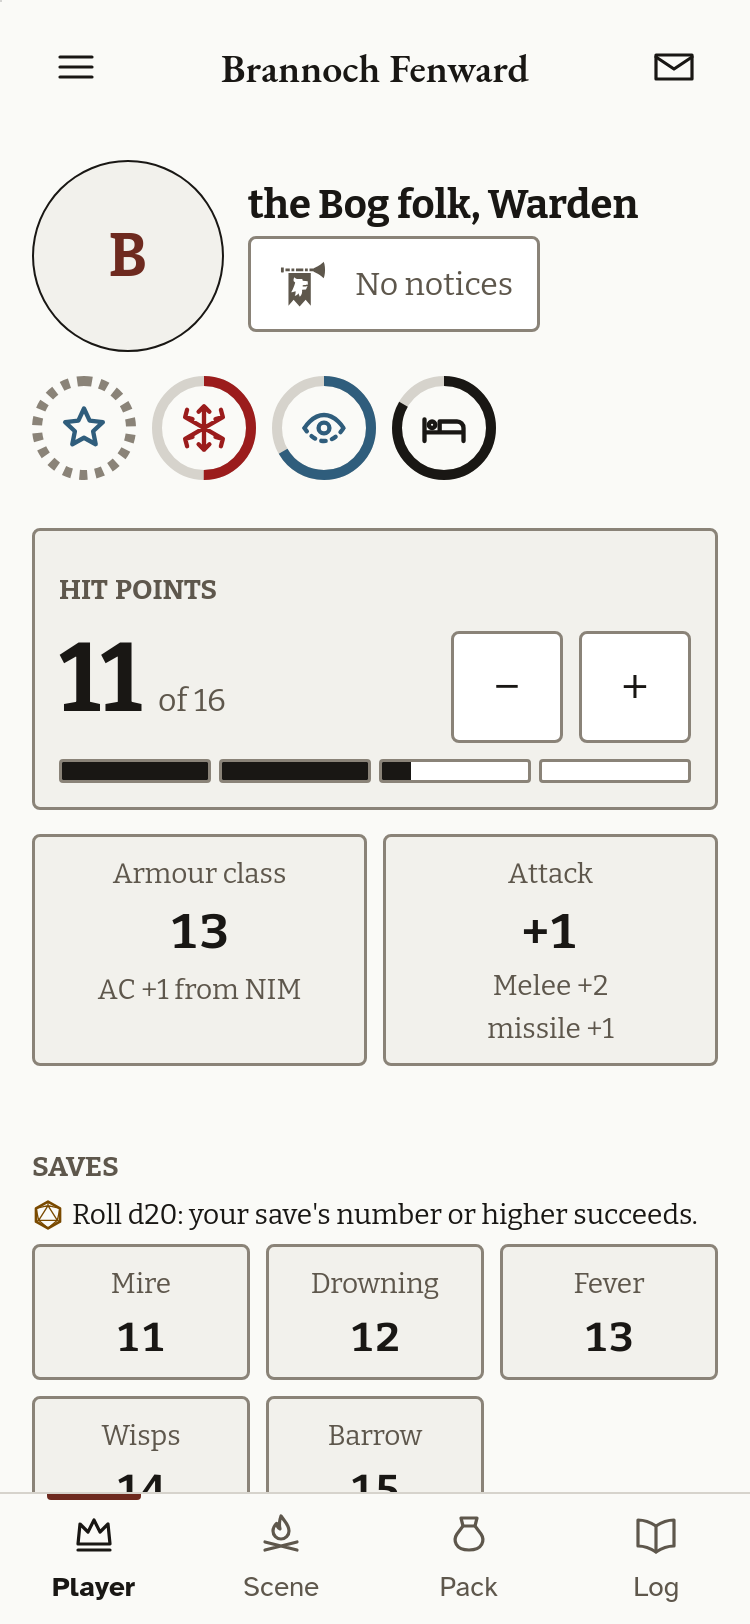 Brannoch Fenward
B
the Bog folk, Warden
No notices
HIT POINTS
11 of 16
− +
Armour class
13
AC +1 from NIM
Attack
+1
Melee +2
missile +1
SAVES
Roll d20: your save's number or higher succeeds.
Mire
11
Drowning
12
Fever
13
Wisps
14
Barrow
15
Player
Scene
Pack
Log